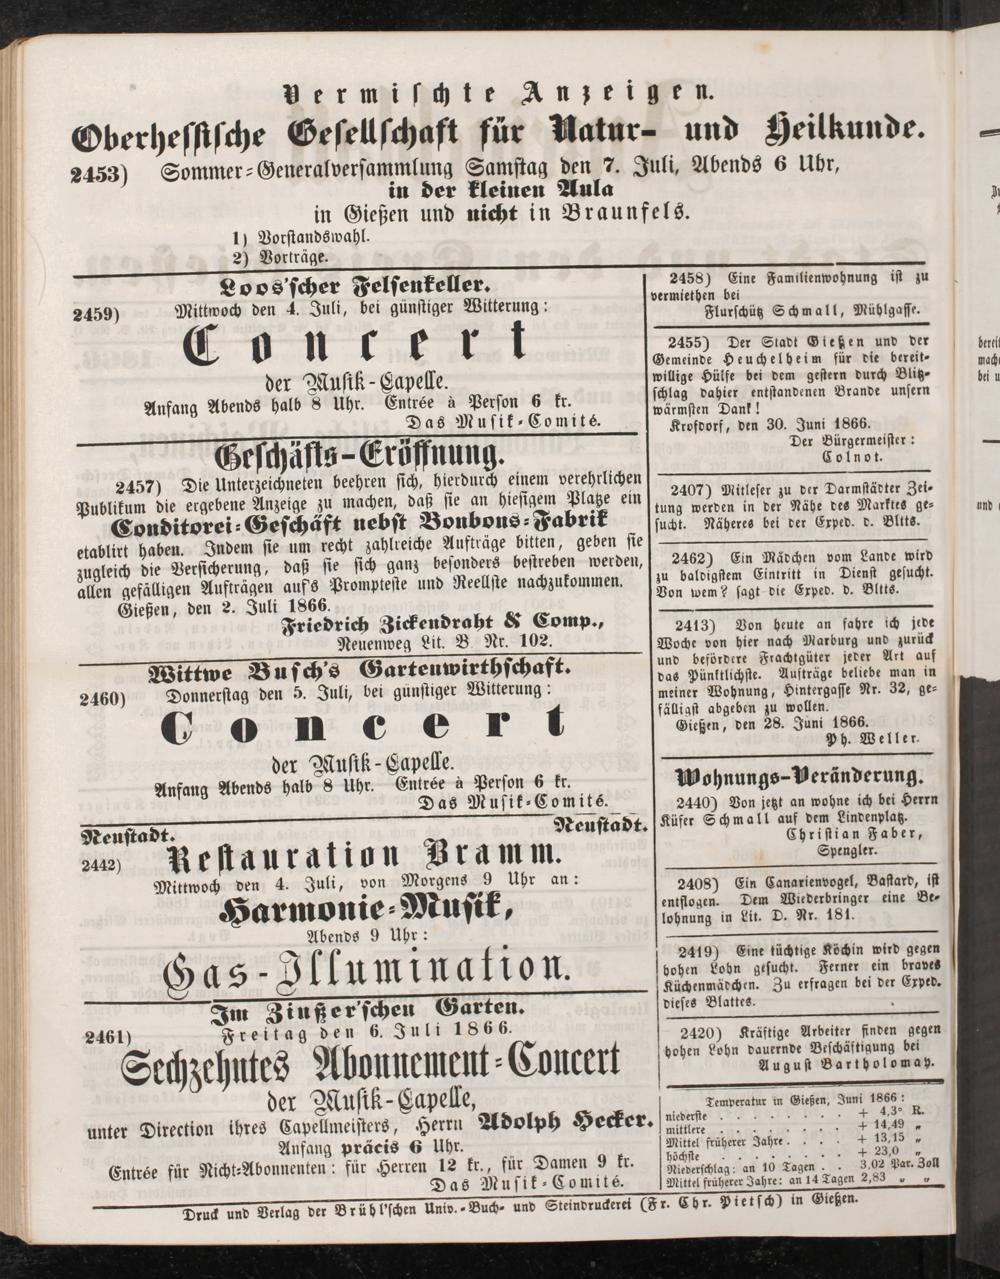 Vermischte Anzeigen.
Oberhessische Gesellschaft für Natur- und Heilkunde.
2453) Sommer-Generalversammlung Samstag den 7. Juli, Abends 6 Uhr,
in der kleinen Aula
in Gießen und nicht in Braunfels.
1) Vorstandswahl.
2) Vorträge.
Loos'scher Felsenkeller.
2459) Mittwoch den 4. Juli, bei günstiger Witterung:
Concert
der Musik-Capelle.
Anfang Abends halb 8 Uhr. Entrée à Person 6 kr.
Das Musik-Comité.
Geschäfts-Eröffnung.
2457) Die Unterzeichneten beehren sich, hierdurch einem verehrlichen
Publikum die ergebene Anzeige zu machen, daß sie an hiesigem Platze ein
Conditorei-Geschäft nebst Bonbons-Fabrik
etablirt haben. Indem sie um recht zahlreiche Aufträge bitten, geben sie
zugleich die Versicherung, daß sie sich ganz besonders bestreben werden,
allen gefälligen Aufträgen auf's Prompteste und Reellste nachzukommen.
Gießen, den 2. Juli 1866.
Friedrich Zickendraht & Comp.,
Neuenweg Lit. B. Nr. 102.
Wittwe Busch's Gartenwirthschaft.
2460) Donnerstag den 5. Juli, bei günstiger Witterung:
Concert
der Musik-Capelle.
Anfang Abends halb 8 Uhr. Entrée à Person 6 kr.
Das Musik-Comité.
Neustadt. Neustadt.
2442) Restauration Bramm.
Mittwoch den 4. Juli, von Morgens 9 Uhr an:
Harmonie-Musik,
Abends 9 Uhr:
Gas-Illumination.
Im Zinßer'schen Garten.
2461) Freitag den 6. Juli 1866.
Sechzehntes Abonnement-Concert
der Musik-Capelle,
unter Direction ihres Capellmeisters, Herrn Adolph Hecker.
Anfang präcis 6 Uhr.
Entrée für Nicht-Abonnenten: für Herren 12 kr., für Damen 9 kr.
Das Musik-Comité.
2458) Eine Familienwohnung ist zu
vermiethen bei
Flurschütz Schmall, Mühlgasse.
2455) Der Stadt Gießen und der
Gemeinde Heuchelheim für die bereit-
willige Hülfe bei dem gestern durch Blitz-
schlag dahier entstandenen Brande unsern
wärmsten Dank!
Krofdorf, den 30. Juni 1866.
Der Bürgermeister:
Colnot.
2407) Mitleser zu der Darmstädter Zei-
tung werden in der Nähe des Marktes ge-
sucht. Näheres bei der Exped. d. Bltts.
2462) Ein Mädchen vom Lande wird
zu baldigstem Eintritt in Dienst gesucht.
Von wem? sagt die Exped. d. Bltts.
2413) Von heute an fahre ich jede
Woche von hier nach Marburg und zurück
und befördere Frachtgüter jeder Art auf
das Pünktlichste. Aufträge beliebe man in
meiner Wohnung, Hintergasse Nr. 32, ge-
fälligst abgeben zu wollen.
Gießen, den 28. Juni 1866.
Ph. Weller.
Wohnungs-Veränderung.
2440) Von jetzt an wohne ich bei Herrn
Küfer Schmall auf dem Lindenplatz.
Christian Faber,
Spengler.
2408) Ein Canarienvogel, Bastard, ist
entflogen. Dem Wiederbringer eine Be-
lohnung in Lit. D. Nr. 181.
2419) Eine tüchtige Köchin wird gegen
hohen Lohn gesucht. Ferner ein braves
Küchenmädchen. Zu erfragen bei der Exped.
dieses Blattes.
2420) Kräftige Arbeiter finden gegen
hohen Lohn dauernde Beschäftigung bei
August Bartholomay.
Temperatur in Gießen, Juni 1866:
niederste . . . . . . . . + 4,3° R.
mittlere . . . . . . . . + 14,49 „
Mittel früherer Jahre . . . . + 13,15 „
höchste . . . . . . . . + 23,0 „
Niederschlag: an 10 Tagen . . 3,02 Par. Zoll
Mittel früherer Jahre: an 14 Tagen 2,83 „ „
Druck und Verlag der Brühl'schen Univ.-Buch- und Steindruckerei (Fr. Chr. Pietsch) in Gießen.